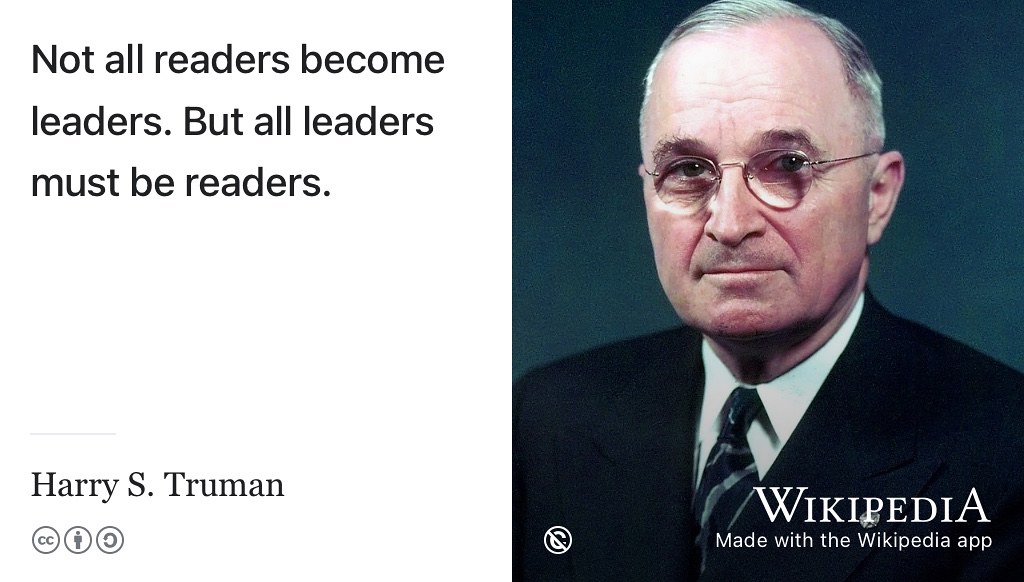 Not all readers become
leaders. But all leaders
must be readers.
Harry S. Truman
cc
WIKIPEDIA
Made with the Wikipedia app